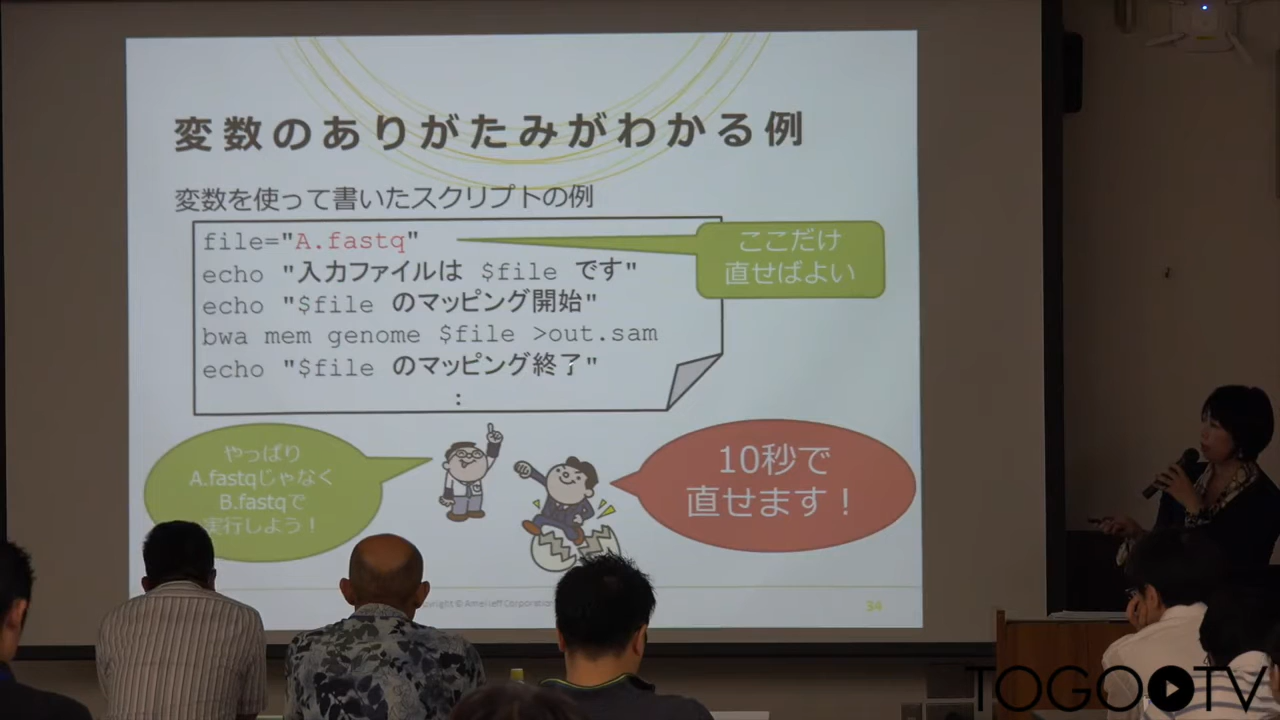 変数のありがたみがわかる例
変数を使って書いたスクリプトの例
file="A.fastq"
echo "入力ファイルは $file です"
echo "$file のマッピング開始"
bwa mem genome $file >out.sam
echo "$file のマッピング終了"
:
ここだけ
直せばよい
やっぱり
A.fastqじゃなく
B.fastqで
実行しよう！
10秒で
直せます！
© Amelieff Corporation
34
TOGOTV